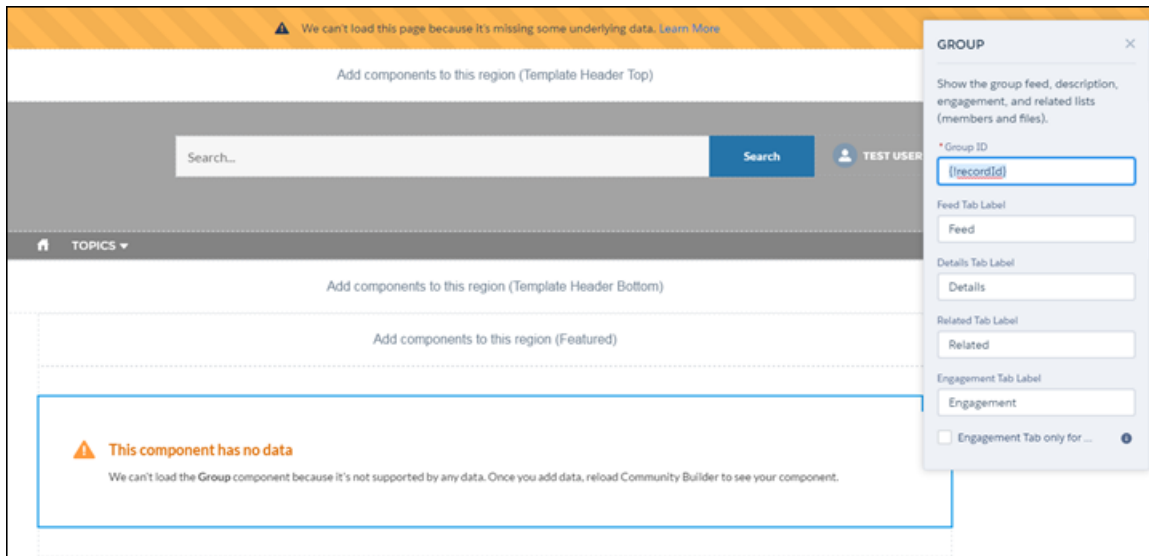 We can't load this page because it's missing some underlying data. Learn More
Add components to this region (Template Header Top)
Search...
Search
TEST USER
TOPICS
Add components to this region (Template Header Bottom)
Add components to this region (Featured)
This component has no data
We can't load the Group component because it's not supported by any data. Once you add data, reload Community Builder to see your component.
GROUP
Show the group feed, description,
engagement, and related lists
(members and files).
*Group ID
{!recordId}
Feed Tab Label
Feed
Details Tab Label
Details
Related Tab Label
Related
Engagement Tab Label
Engagement
Engagement Tab only for ...